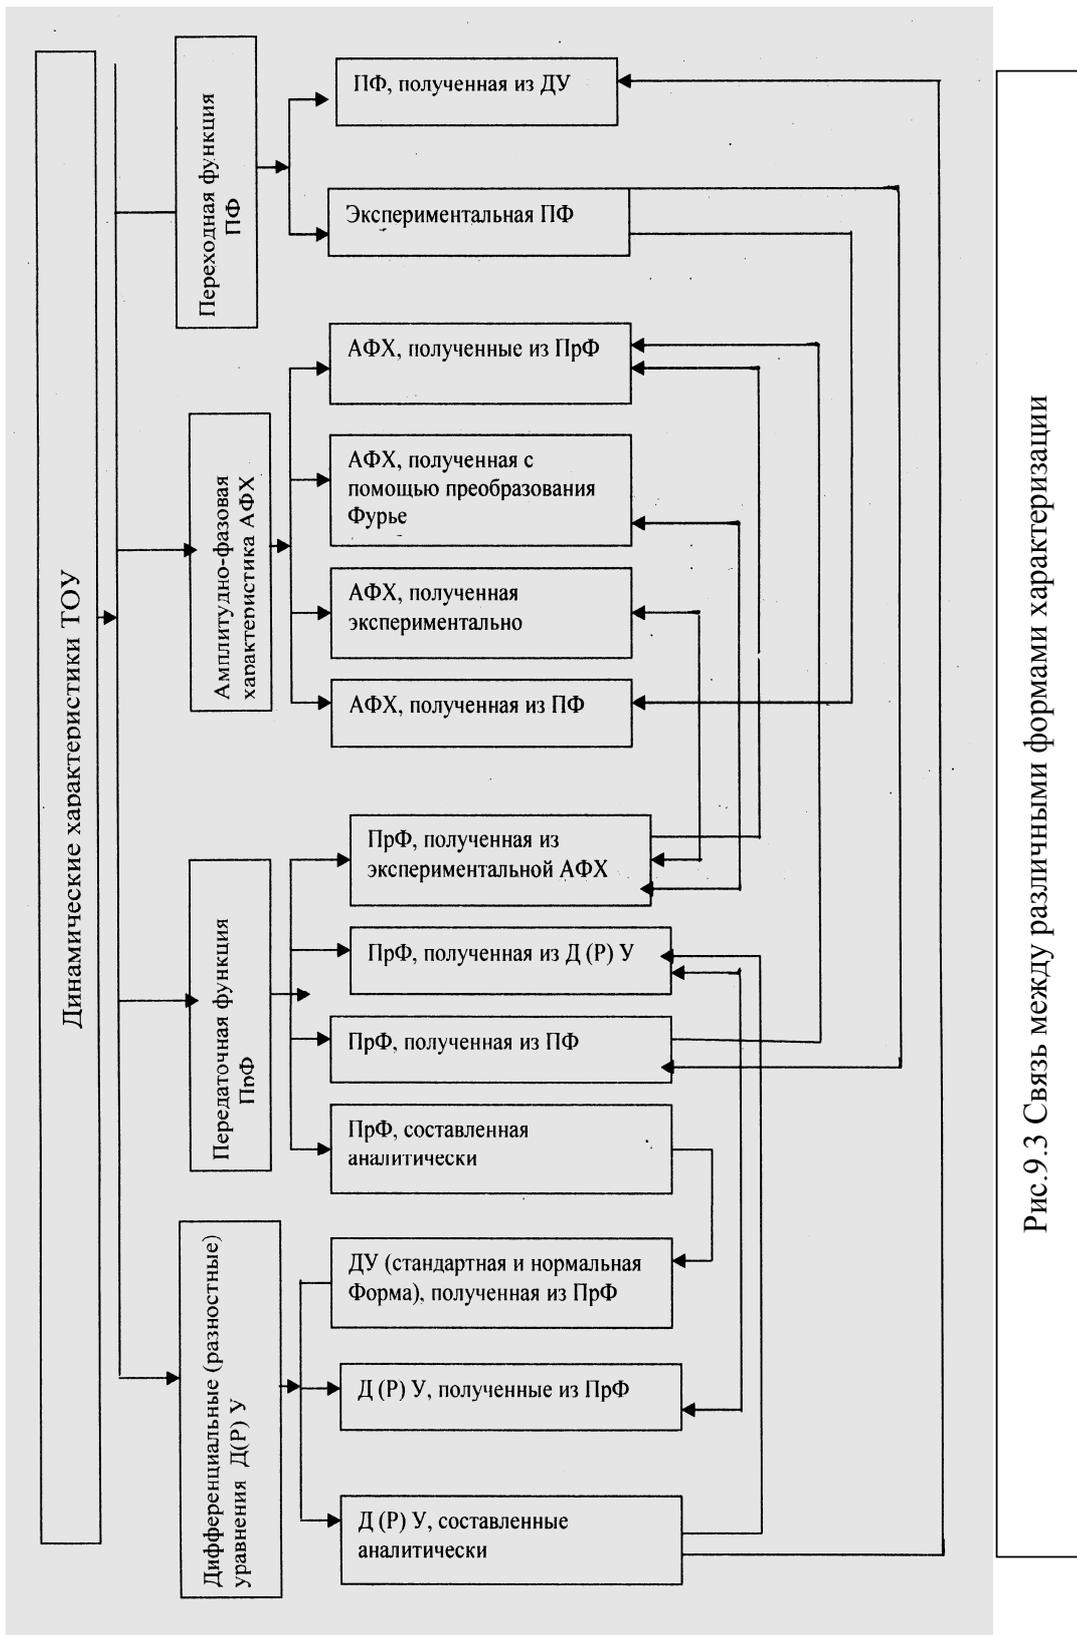 Динамические характеристики ТОУ
Переходная функция
ПФ
ПФ, полученная из ДУ
Экспериментальная ПФ
Амплитудно-фазовая
характеристика АФХ
АФХ, полученные из ПрФ
АФХ, полученная с
помощью преобразования
Фурье
АФХ, полученная
экспериментально
АФХ, полученная из ПФ
Передаточная функция
ПрФ
ПрФ, полученная из
экспериментальной АФХ
ПрФ, полученная из Д (Р) У
ПрФ, полученная из ПФ
ПрФ, составленная
аналитически
Дифференциальные (разностные)
уравнения Д(Р) У
ДУ (стандартная и нормальная
Форма), полученная из ПрФ
Д (Р) У, полученные из ПрФ
Д (Р) У, составленные
аналитически
Рис.9.3 Связь между различными формами характеризации